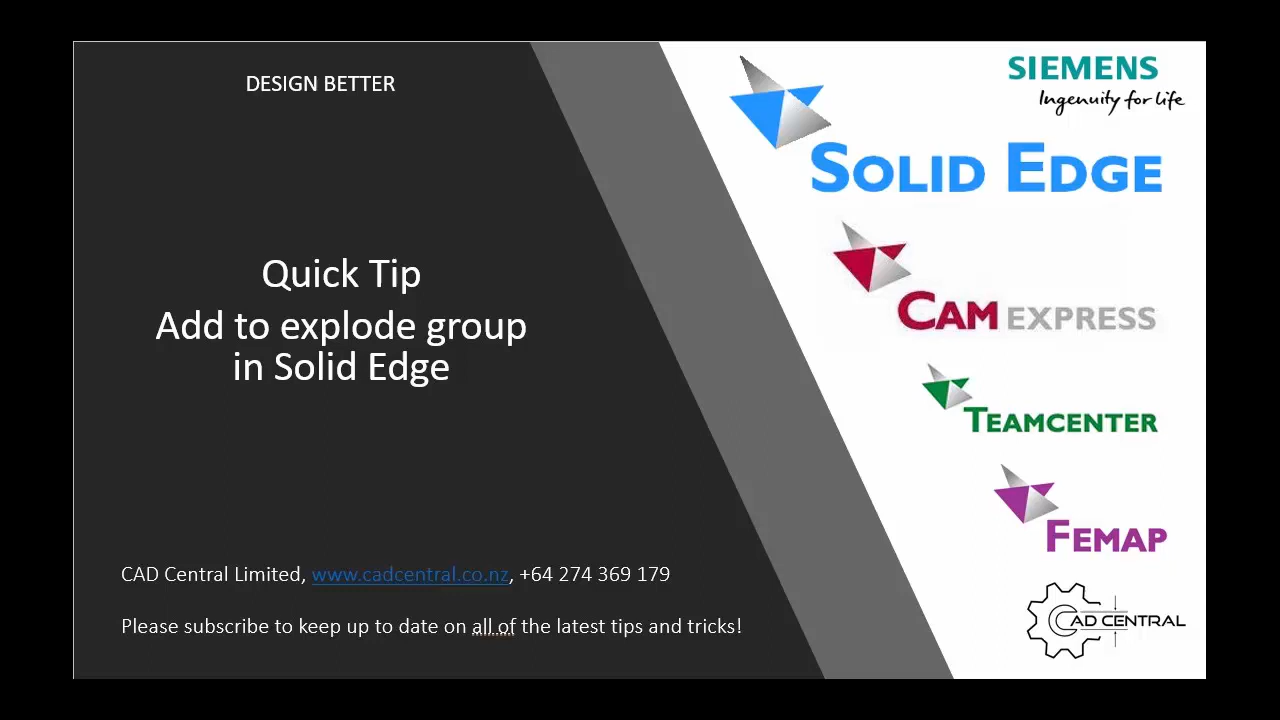 DESIGN BETTER
Quick Tip
Add to explode group
in Solid Edge
CAD Central Limited, www.cadcentral.co.nz, +64 274 369 179
Please subscribe to keep up to date on all of the latest tips and tricks!
SIEMENS
Ingenuity for life
SOLID EDGE
CAM EXPRESS
TEAMCENTER
FEMAP
CAD CENTRAL